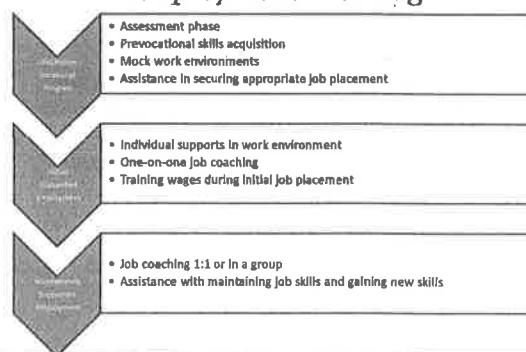 • Assessment phase
• Prevocational skills acquisition
• Mock work environments
• Assistance in securing appropriate job placement
• Individual supports in work environment
• One-on-one job coaching
• Training wages during initial job placement
Supported
• Job coaching 1:1 or in a group
• Assistance with maintaining job skills and gaining new skills